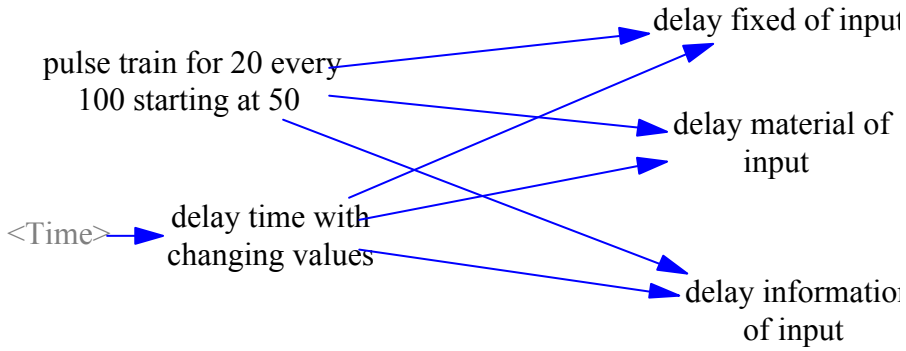 delay fixed of input
pulse train for 20 every
100 starting at 50
delay material of
input
<Time>
delay time with
changing values
delay information
of input